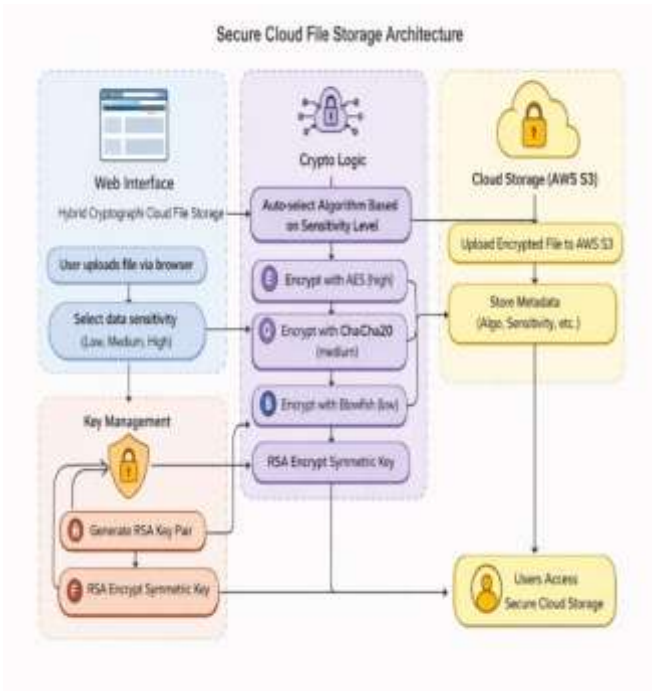 Secure Cloud File Storage Architecture
Web Interface
Hybrid Cryptographi Cloud File Storage
User uploads file via browser
Select data sensitivity
(Low, Medium, High)
Key Management
Generate RSA Key Pair
RSA Encrypt Symmetric Key
Crypto Logic
Auto-select Algorithm Based
on Sensitivity Level
Encrypt with AES (high)
Encrypt with ChaCha20
(medium)
Encrypt with Blowfish (low)
RSA Encrypt Symmetric Key
Cloud Storage (AWS S3)
Upload Encrypted File to AWS S3
Store Metadata
(Algo, Sensitivity, etc.)
Users Access
Secure Cloud Storage